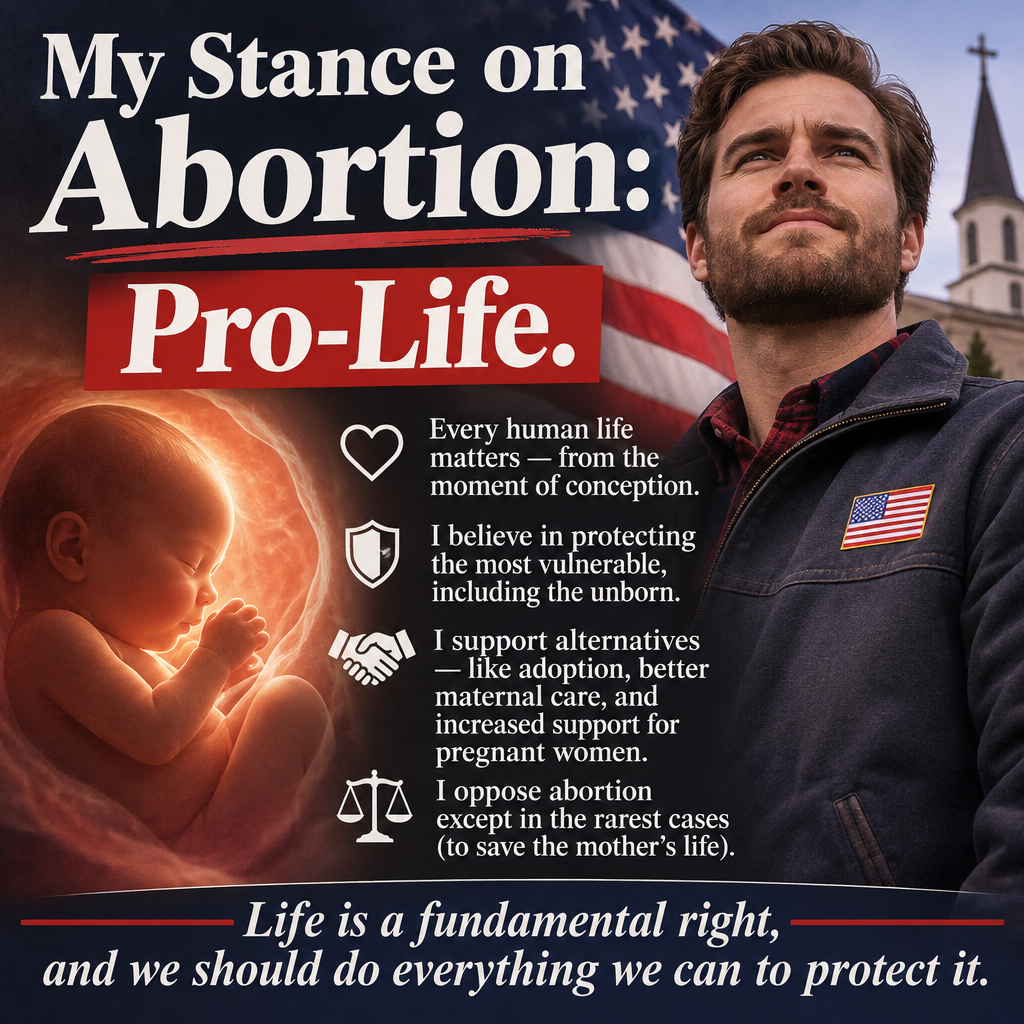 My Stance on
Abortion:
Pro-Life.
Every human life
matters — from the
moment of conception.
I believe in protecting
the most vulnerable,
including the unborn.
I support alternatives
— like adoption, better
maternal care, and
increased support for
pregnant women.
I oppose abortion
except in the rarest cases
(to save the mother's life).
Life is a fundamental right,
and we should do everything we can to protect it.